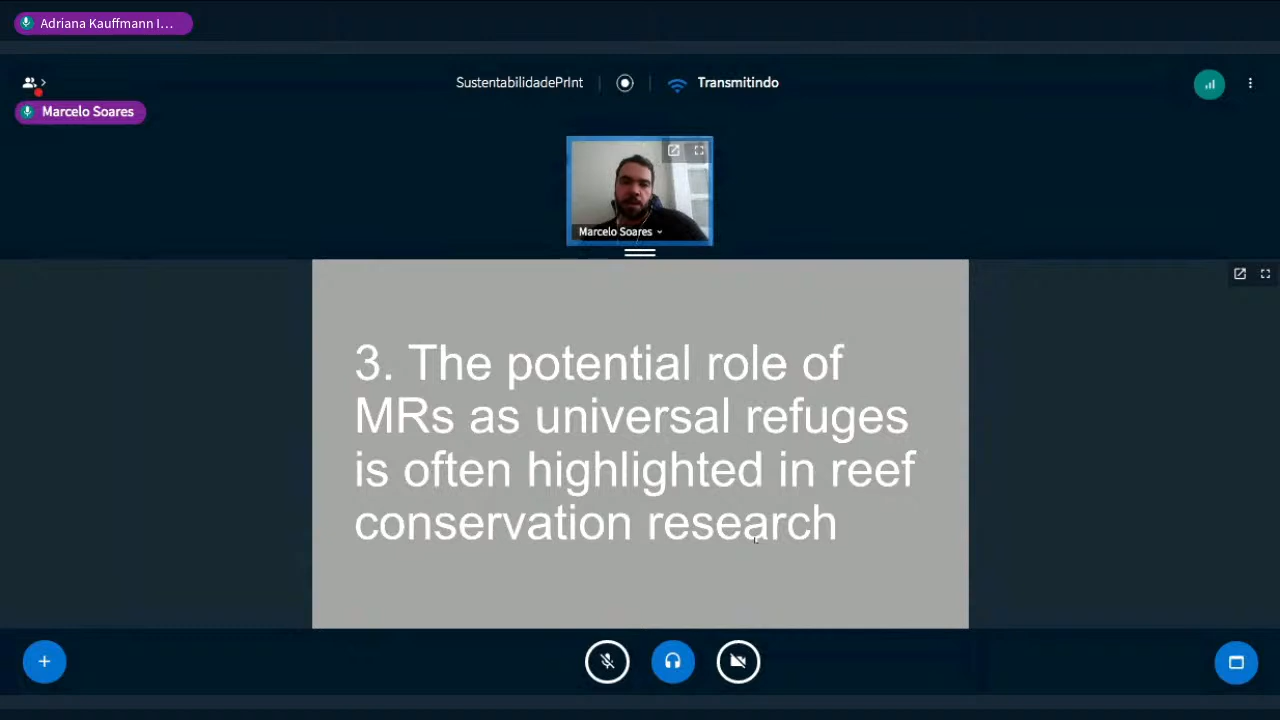 Adriana Kauffmann I...
SustentabilidadePrInt
Transmitindo
Marcelo Soares
Marcelo Soares
3. The potential role of
MRs as universal refuges
is often highlighted in reef
conservation research